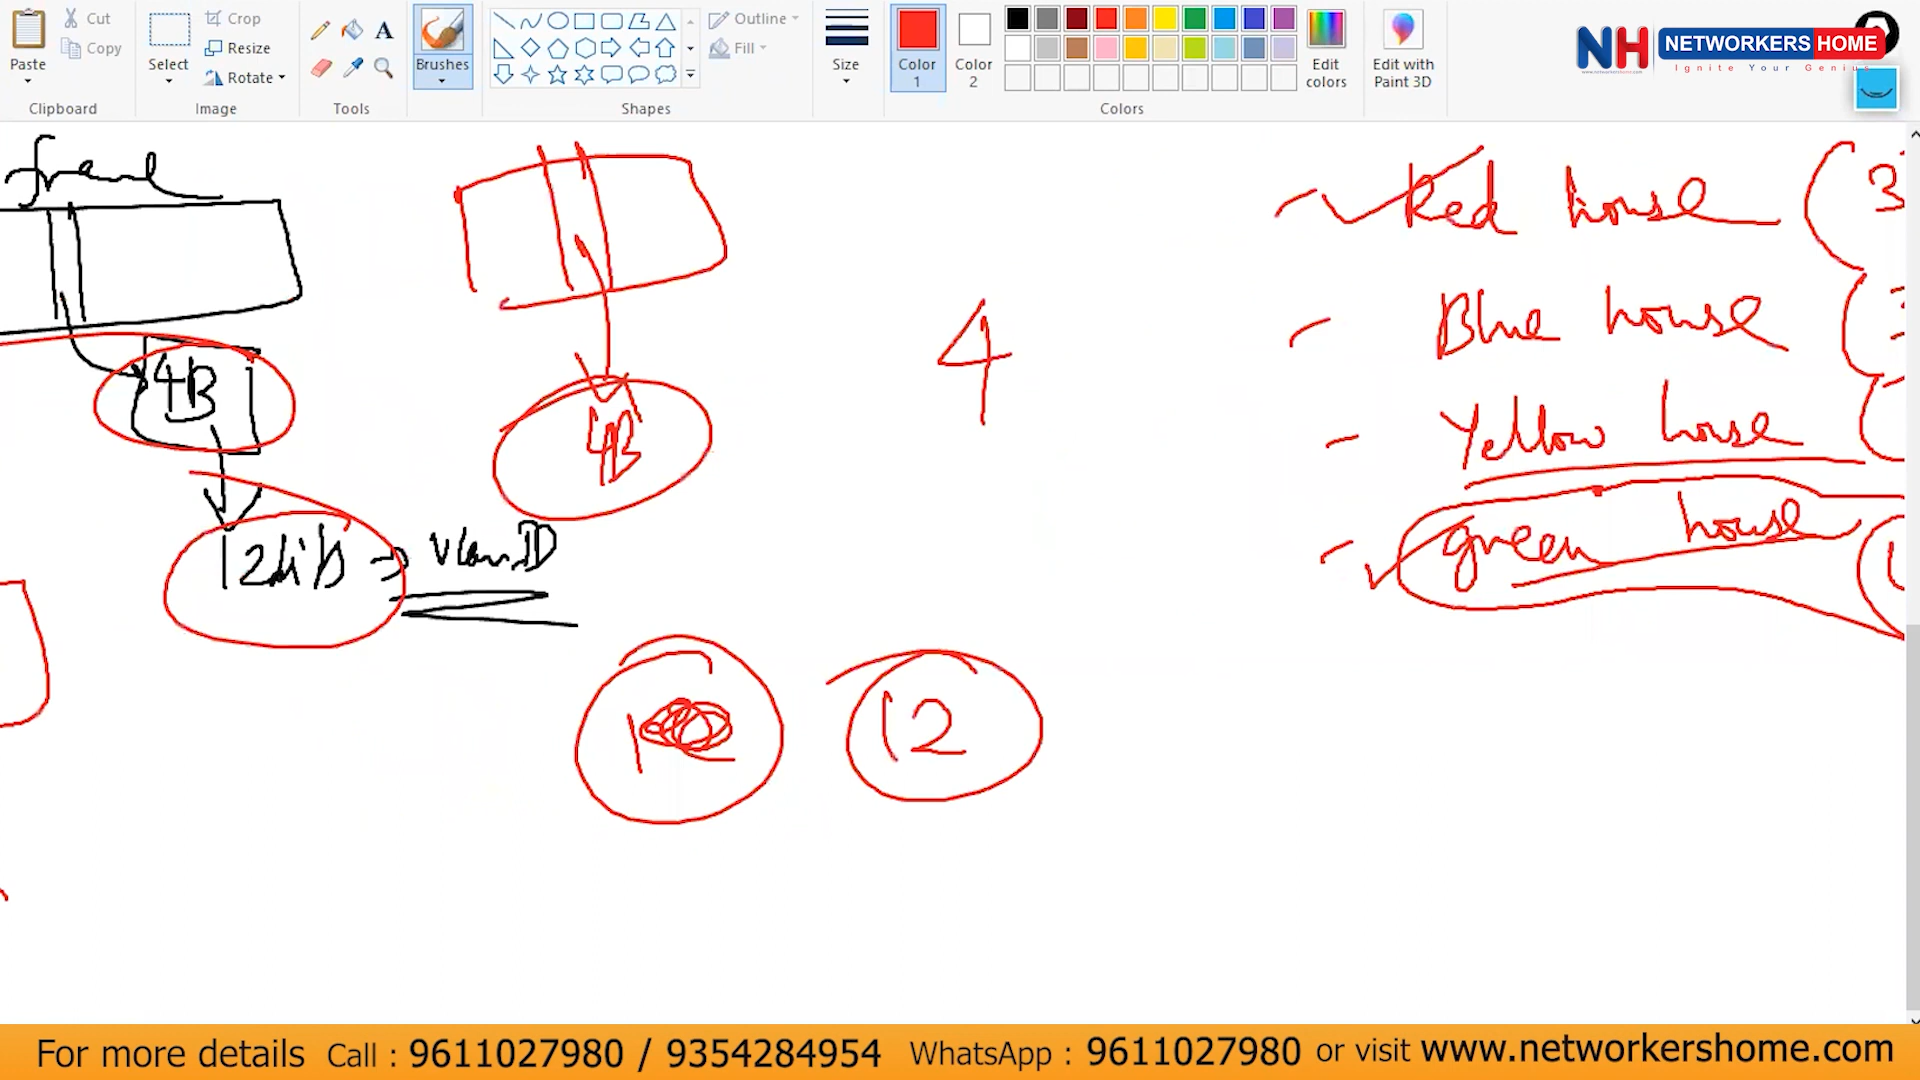 Paste
Cut
Copy
Clipboard
Select
Crop
Resize
Rotate
Image
A
Tools
Brushes
Shapes
Outline
Fill
Size
Color
1
Color
2
Colors
Edit
colors
Edit with
Paint 3D
NH NETWORKERS HOME
Ignite Your Genius
frame
4B
4B
4
Red house (3
Blue house (3
Yellow house (
green house (
Vlan ID
12
For more details Call : 9611027980 / 9354284954 WhatsApp : 9611027980 or visit www.networkershome.com